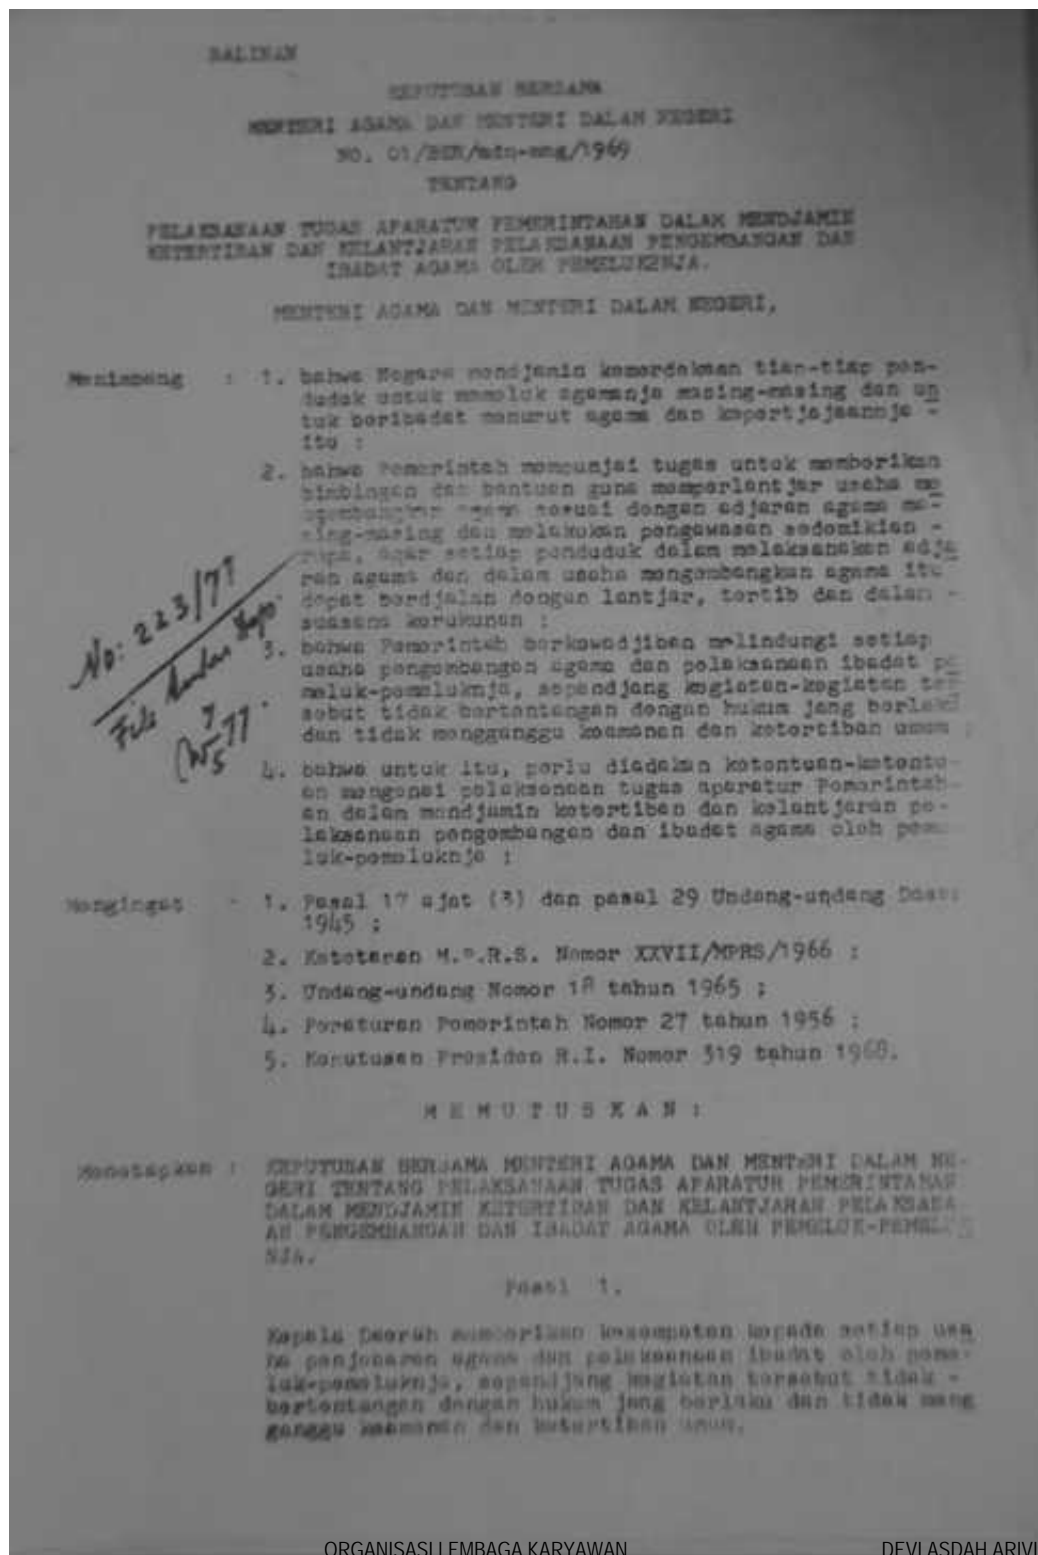 SALINAN
KEPUTUSAN BERSAMA
MENTERI AGAMA DAN MENTERI DALAM NEGERI
NO. 01/BER/mdn-mag/1969
TENTANG
PELAKSANAAN TUGAS APARATUR PEMERINTAHAN DALAM MENDJAMIN
KETERTIBAN DAN KELANTJARAN PELAKSANAAN PENGEMBANGAN DAN
IBADAT AGAMA OLEH PEMELUK2NJA.
MENTERI AGAMA DAN MENTERI DALAM NEGERI,
Menimbang : 1. bahwa Negara mendjamin kemerdekaan tiap-tiap pen-
duduk untuk memeluk agamanja masing-masing dan un
tuk beribadat menurut agama dan kepertjajaannja -
itu ;
2. bahwa Pemerintah mempunjai tugas untuk memberikan
bimbingan dan bantuan guna memperlantjar usaha me
ngembangkan agama sesuai dengan adjaran agama ma-
sing-masing dan melakukan pengawasan sedemikian -
rupa, agar setiap penduduk dalam melaksanakan adja
ran agama dan dalam usaha mengembangkan agama itu
dapat berdjalan dengan lantjar, tertib dan dalam -
suasana kerukunan ;
3. bahwa Pemerintah berkewadjiban melindungi setiap
usaha pengembangan agama dan pelaksanaan ibadat pe
meluk-pemeluknja, sepandjang kegiatan-kegiatan ter
sebut tidak bertentangan dengan hukum jang berlaku
dan tidak mengganggu keamanan dan ketertiban umum ;
4. bahwa untuk itu, perlu diadakan ketentuan-ketentu-
an mengenai pelaksanaan tugas aparatur Pemerintah-
an dalam mendjamin ketertiban dan kelantjaran pe-
laksanaan pengembangan dan ibadat agama oleh peme-
luk-pemeluknja ;
No: 223/77
File
7
5 77
Mengingat : 1. Pasal 17 ajat (3) dan pasal 29 Undang-undang Dasar
1945 ;
2. Ketetapan M.P.R.S. Nomor XXVII/MPRS/1966 ;
3. Undang-undang Nomor 18 tahun 1965 ;
4. Peraturan Pemerintah Nomor 27 tahun 1956 ;
5. Keputusan Presiden R.I. Nomor 319 tahun 1968.
M E M U T U S K A N :
Menetapkan : KEPUTUSAN BERSAMA MENTERI AGAMA DAN MENTERI DALAM NE-
GERI TENTANG PELAKSANAAN TUGAS APARATUR PEMERINTAHAN
DALAM MENDJAMIN KETERTIBAN DAN KELANTJARAN PELAKSANA
AN PENGEMBANGAN DAN IBADAT AGAMA OLEH PEMELUK-PEMELUK
NJA.
Pasal 1.
Kepala Daerah memberikan kesempatan kepada setiap usa
ha penjebaran agama dan pelaksanaan ibadat oleh peme-
luk-pemeluknja, sepandjang kegiatan tersebut tidak -
bertentangan dengan hukum jang berlaku dan tidak meng
ganggu keamanan dan ketertiban umum.
ORGANISASI LEMBAGA KARYAWAN DEVI ASDAH ARIVI